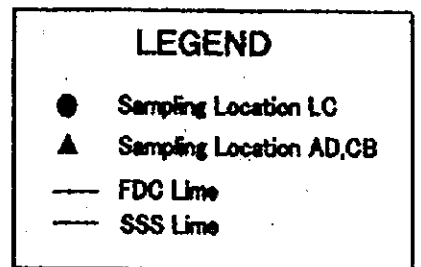 LEGEND
Sampling Location LC
Sampling Location AD,CB
FDC Lime
SSS Lime